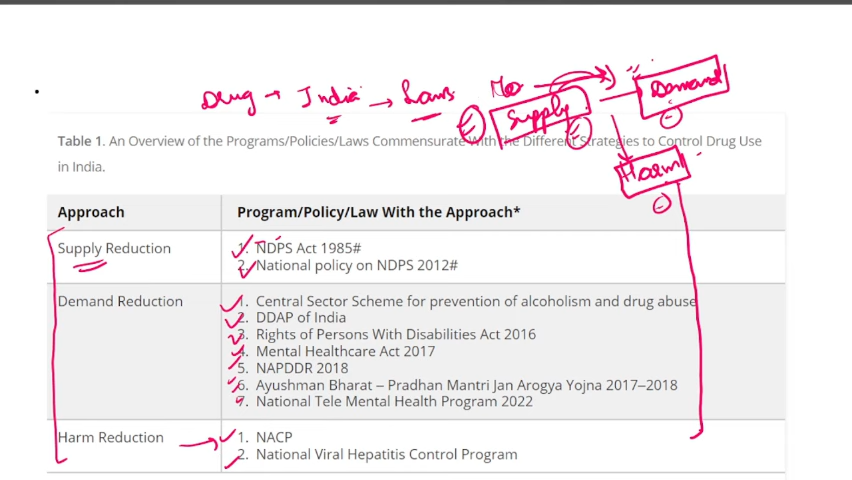 Drug → India → Laws
Supply
Demand
Harm
Table 1. An Overview of the Programs/Policies/Laws Commensurate With the Different Strategies to Control Drug Use
in India.
Approach Program/Policy/Law With the Approach*
Supply Reduction 1. NDPS Act 1985#
2. National policy on NDPS 2012#
Demand Reduction 1. Central Sector Scheme for prevention of alcoholism and drug abuse
2. DDAP of India
3. Rights of Persons With Disabilities Act 2016
4. Mental Healthcare Act 2017
5. NAPDDR 2018
6. Ayushman Bharat – Pradhan Mantri Jan Arogya Yojna 2017–2018
7. National Tele Mental Health Program 2022
Harm Reduction 1. NACP
2. National Viral Hepatitis Control Program